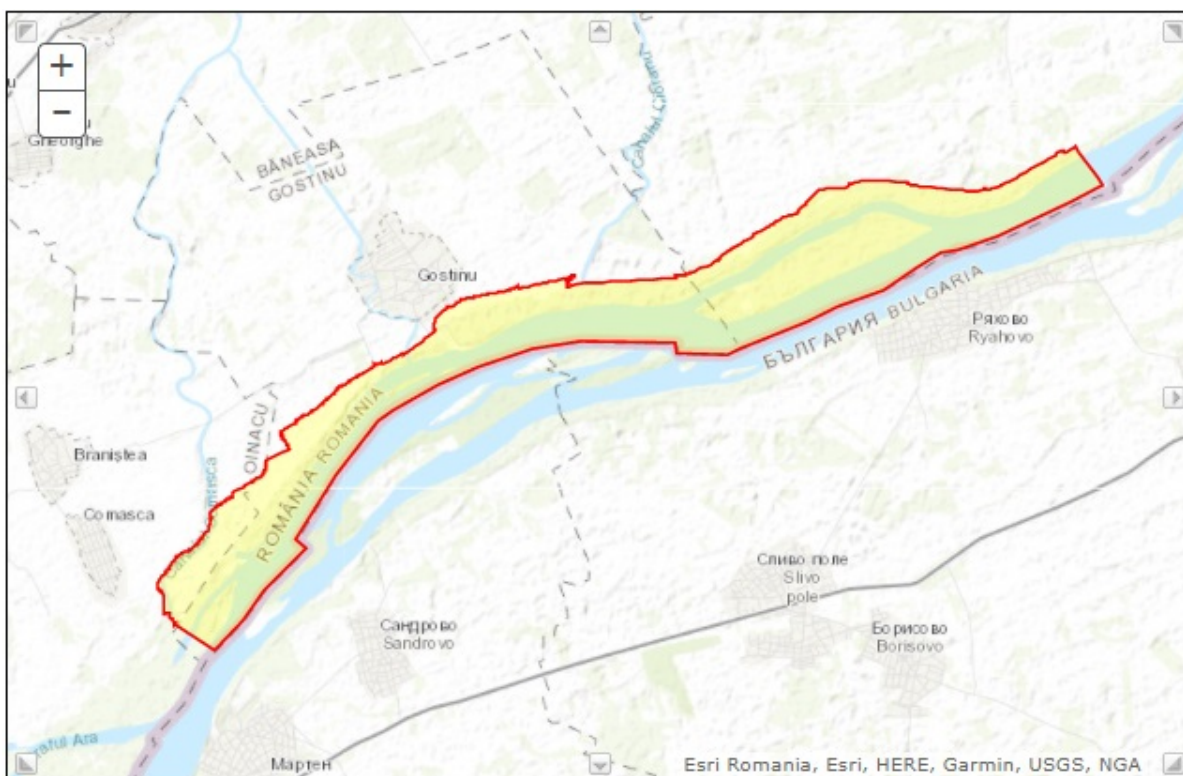 +
−
Gheorghe
BĂNEASA
GOSTINU
Canalul
Gostinu
БЪЛГАРИЯ BULGARIA
Ряхово
Ryahovo
OINACU
ROMÂNIA ROMANIA
Braniștea
Comasca
Сливо поле
Slivo
pole
Сандрово
Sandrovo
Борисово
Borisovo
Мартен
Esri Romania, Esri, HERE, Garmin, USGS, NGA